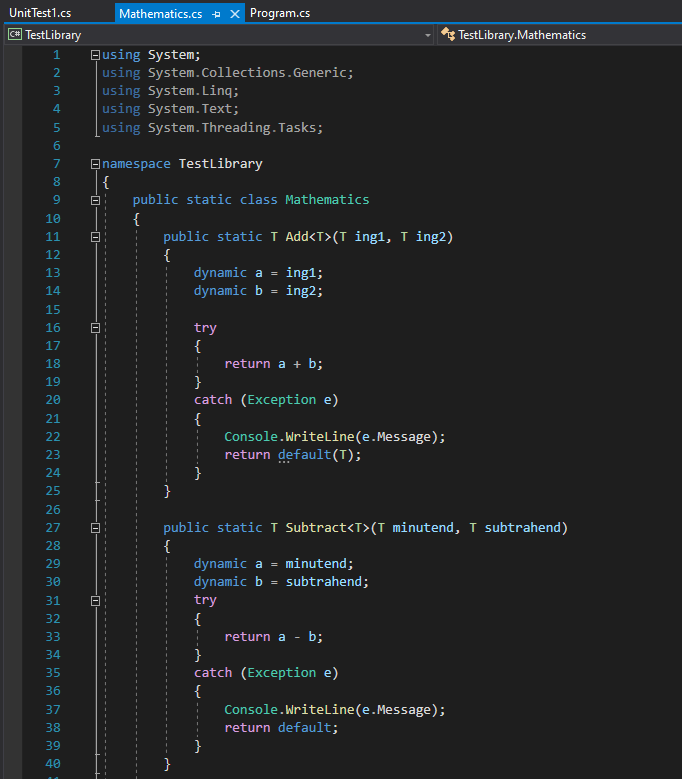 UnitTest1.cs Mathematics.cs Program.cs
C# TestLibrary TestLibrary.Mathematics
1 using System;
2 using System.Collections.Generic;
3 using System.Linq;
4 using System.Text;
5 using System.Threading.Tasks;
6
7 namespace TestLibrary
8 {
9 public static class Mathematics
10 {
11 public static T Add<T>(T ing1, T ing2)
12 {
13 dynamic a = ing1;
14 dynamic b = ing2;
15
16 try
17 {
18 return a + b;
19 }
20 catch (Exception e)
21 {
22 Console.WriteLine(e.Message);
23 return default(T);
24 }
25 }
26
27 public static T Subtract<T>(T minutend, T subtrahend)
28 {
29 dynamic a = minutend;
30 dynamic b = subtrahend;
31 try
32 {
33 return a - b;
34 }
35 catch (Exception e)
36 {
37 Console.WriteLine(e.Message);
38 return default;
39 }
40 }